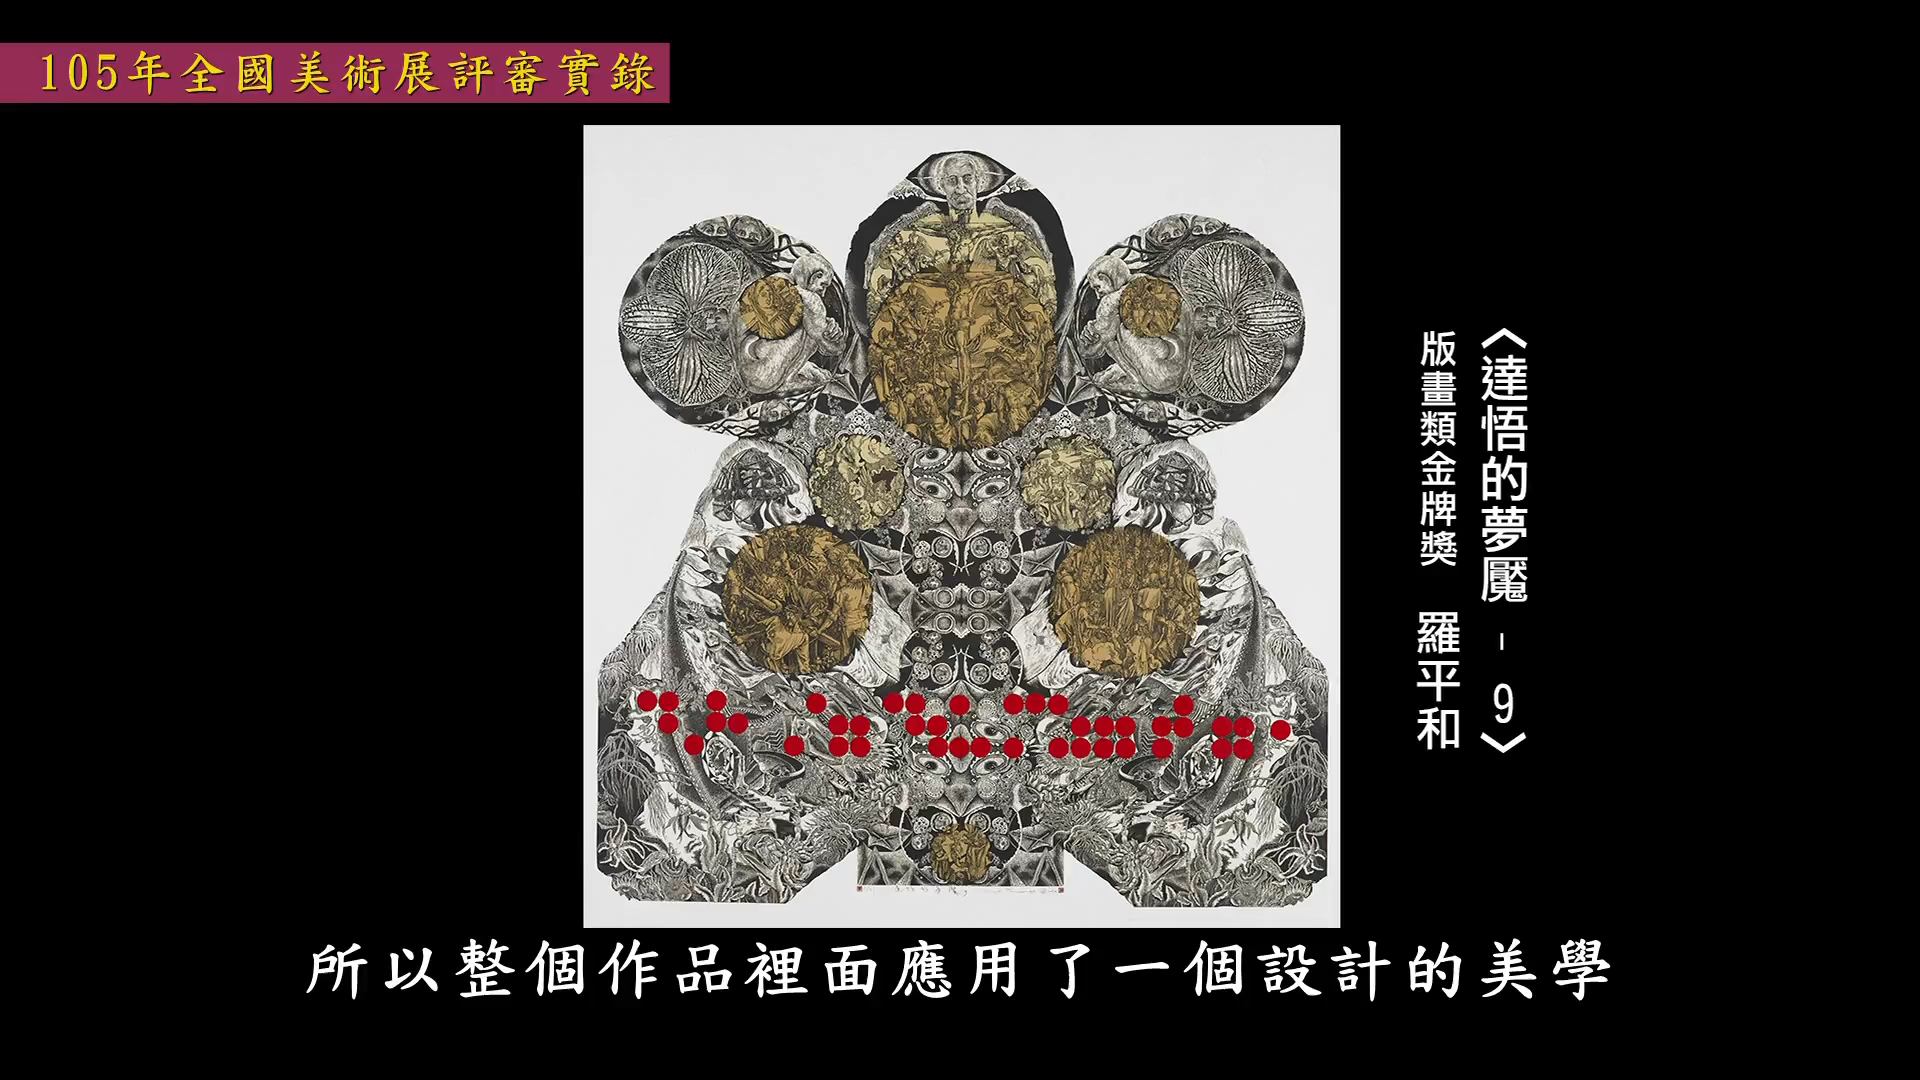 105年全國美術展評審實錄
〈達悟的夢魘－9〉
版畫類金牌獎 羅平和
所以整個作品裡面應用了一個設計的美學